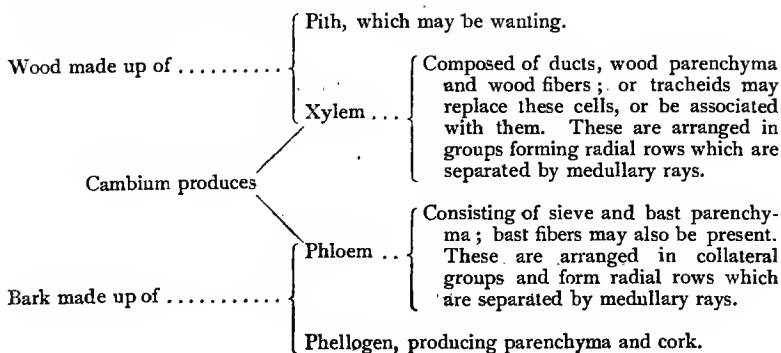 Pith, which may be wanting.
Wood made up of ..........
Xylem ...
Composed of ducts, wood parenchyma
and wood fibers; or tracheids may
replace these cells, or be associated
with them. These are arranged in
groups forming radial rows which are
separated by medullary rays.
Cambium produces
Phloem ..
Consisting of sieve and bast parenchy-
ma; bast fibers may also be present.
These are arranged in collateral
groups and form radial rows which
are separated by medullary rays.
Bark made up of ...........
Phellogen, producing parenchyma and cork.